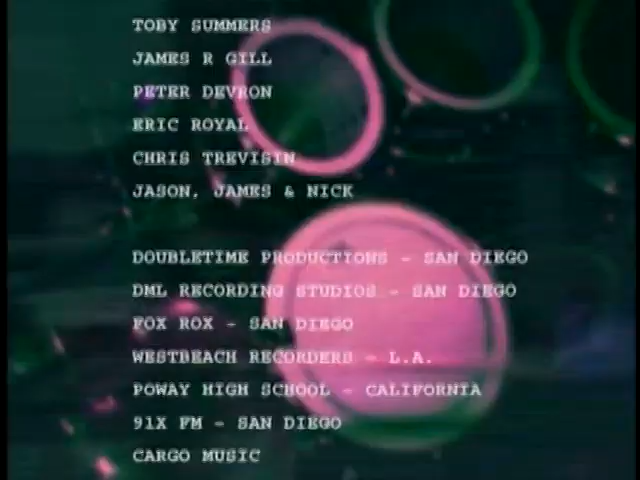 TOBY SUMMERS
JAMES R GILL
PETER DEVRON
ERIC ROYAL
CHRIS TREVISIN
JASON, JAMES & NICK
DOUBLETIME PRODUCTIONS - SAN DIEGO
DML RECORDING STUDIOS - SAN DIEGO
FOX ROX - SAN DIEGO
WESTBEACH RECORDERS - L.A.
POWAY HIGH SCHOOL - CALIFORNIA
91X FM - SAN DIEGO
CARGO MUSIC